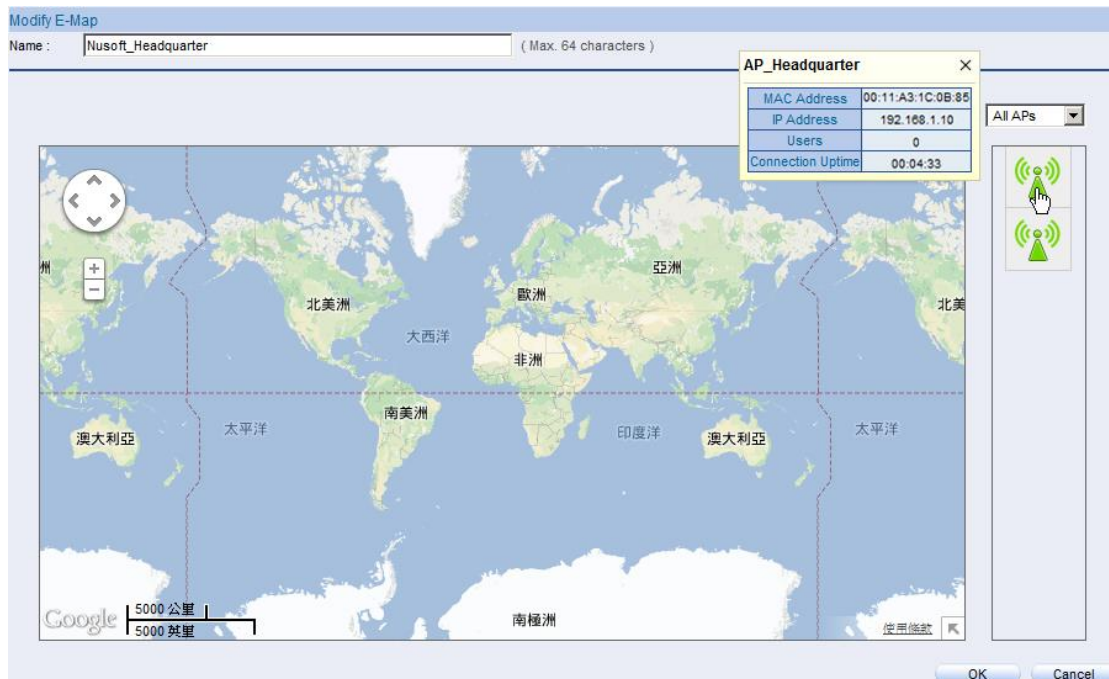 Modify E-Map
Name : Nusoft_Headquarter ( Max. 64 characters )
AP_Headquarter ×
MAC Address 00:11:A3:1C:0B:85
IP Address 192.168.1.10
Users 0
Connection Uptime 00:04:33
All APs
州
亞洲
北美洲
歐洲
北美
大西洋
非洲
南美洲
澳大利亞
太平洋
印度洋
澳大利亞
太平洋
5000 公里
Google
5000 英里
南極洲
使用條款
OK Cancel